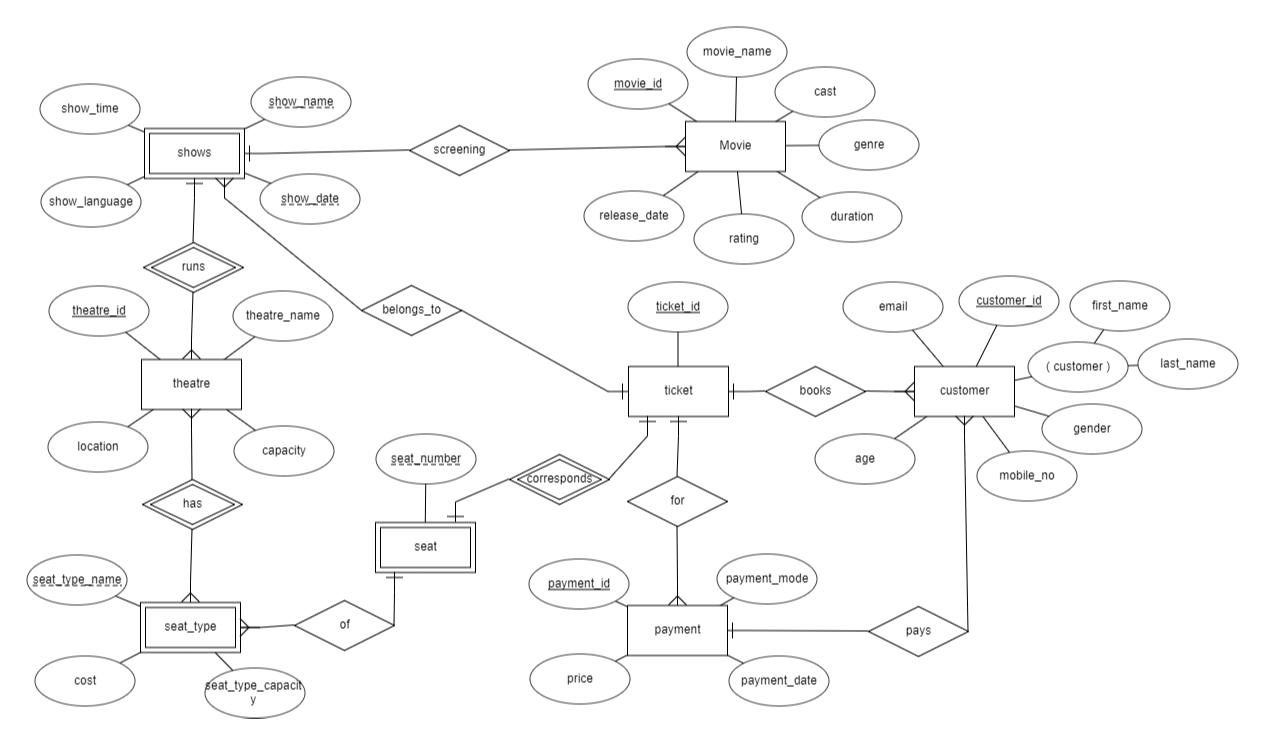 movie_name
movie_id
cast
show_time
show_name
shows
screening
Movie
genre
show_language
show_date
release_date
rating
duration
runs
theatre_id
theatre_name
belongs_to
ticket_id
email
customer_id
first_name
( customer )
last_name
theatre
ticket
books
customer
location
capacity
seat_number
age
gender
mobile_no
has
corresponds
for
seat
seat_type_name
payment_id
payment_mode
seat_type
of
payment
pays
cost
seat_type_capacit
y
price
payment_date